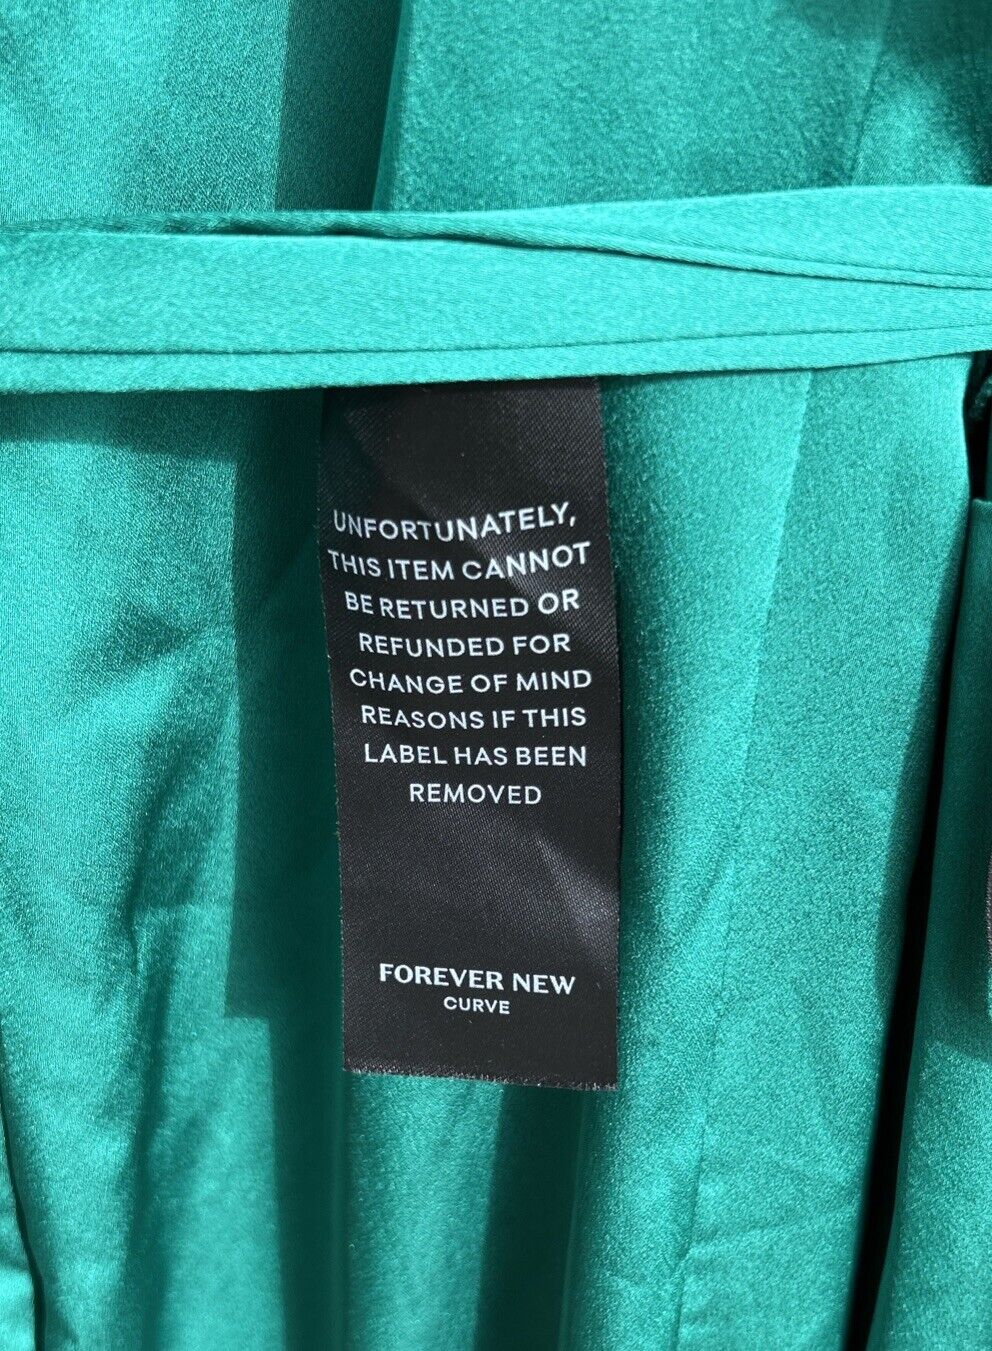 UNFORTUNATELY,
THIS ITEM CANNOT
BE RETURNED OR
REFUNDED FOR
CHANGE OF MIND
REASONS IF THIS
LABEL HAS BEEN
REMOVED
FOREVER NEW
CURVE